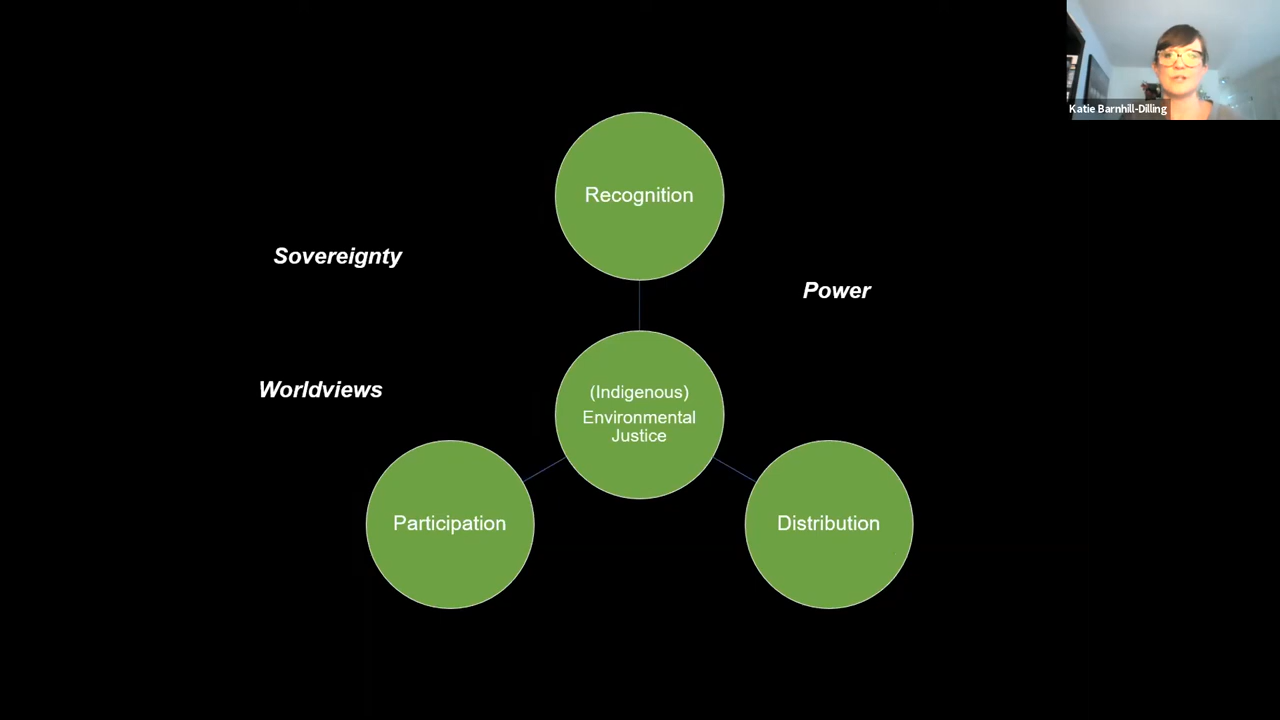 Katie Barnhill-Dilling
Recognition
Sovereignty
Power
Worldviews
(Indigenous)
Environmental
Justice
Participation
Distribution